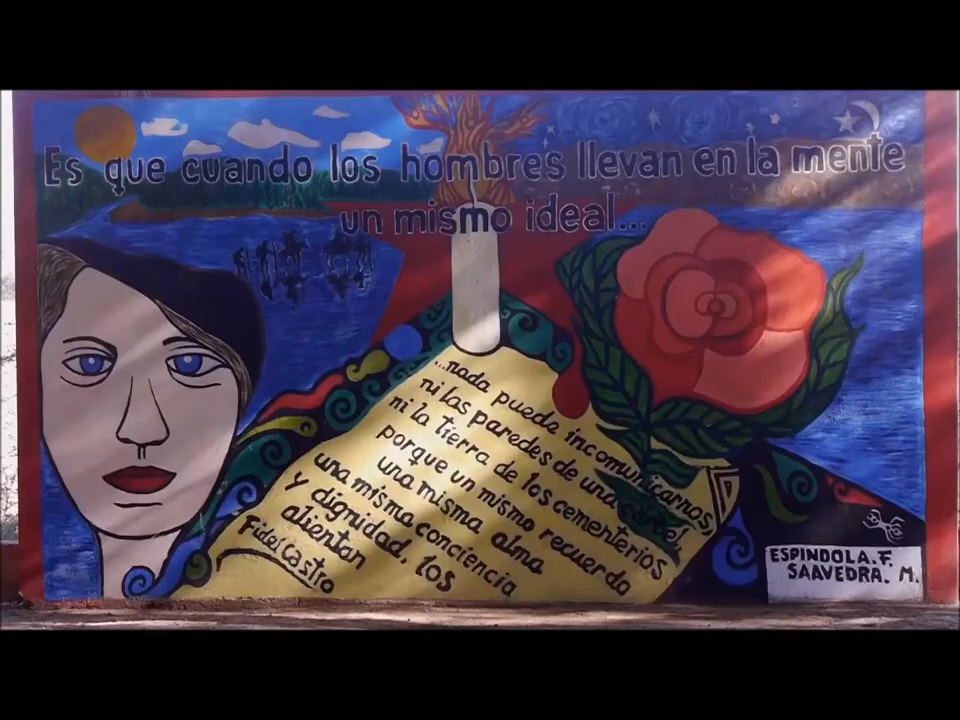 Es que cuando los hombres llevan en la mente
un mismo ideal...
...nada puede incomunicarnos
ni las paredes de una cárcel,
ni la tierra de los cementerios
porque un mismo recuerdo
una misma alma
una misma conciencia
y dignidad, los
alientan
Fidel Castro
ESPINDOLA. F.
SAAVEDRA. M.